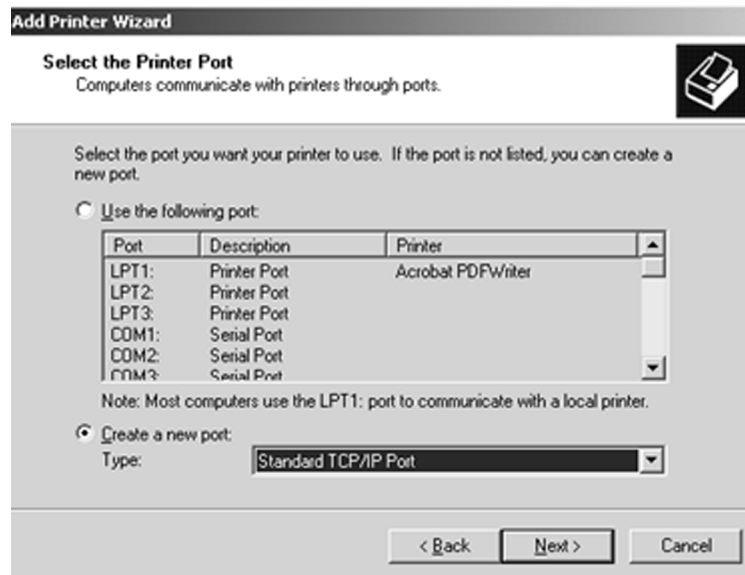 Add Printer Wizard
Select the Printer Port
Computers communicate with printers through ports.
Select the port you want your printer to use. If the port is not listed, you can create a
new port.
Use the following port:
Port Description Printer
LPT1: Printer Port Acrobat PDFWriter
LPT2: Printer Port
LPT3: Printer Port
COM1: Serial Port
COM2: Serial Port
COM3: Serial Port
Note: Most computers use the LPT1: port to communicate with a local printer.
Create a new port:
Type: Standard TCP/IP Port
< Back Next > Cancel